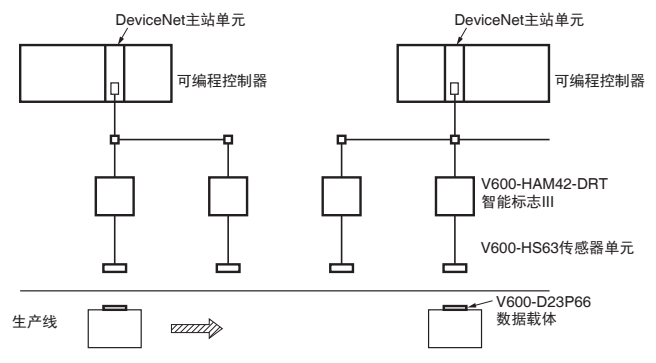 DeviceNet主站单元
DeviceNet主站单元
可编程控制器
可编程控制器
V600-HAM42-DRT
智能标志III
V600-HS63传感器单元
V600-D23P66
数据载体
生产线